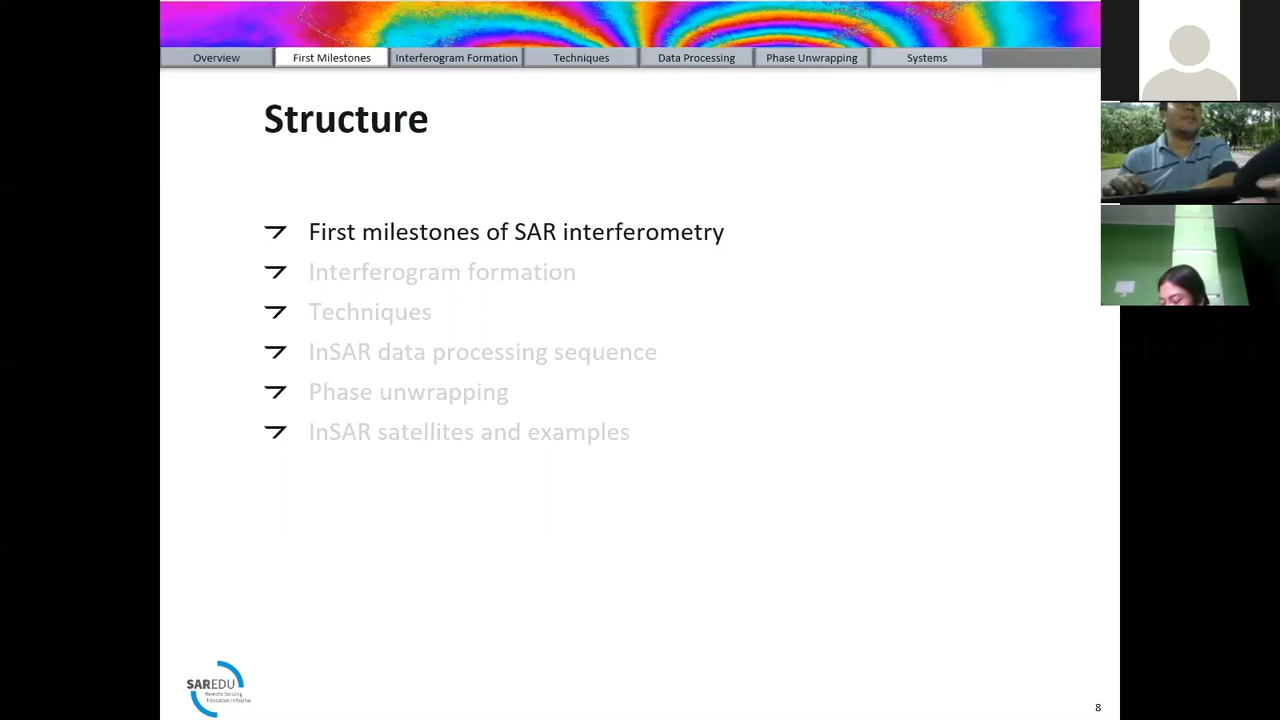 Overview
First Milestones
Interferogram Formation
Techniques
Data Processing
Phase Unwrapping
Systems
Structure
First milestones of SAR interferometry
Interferogram formation
Techniques
InSAR data processing sequence
Phase unwrapping
InSAR satellites and examples
SAREDU
Remote Sensing
Education Initiative
8